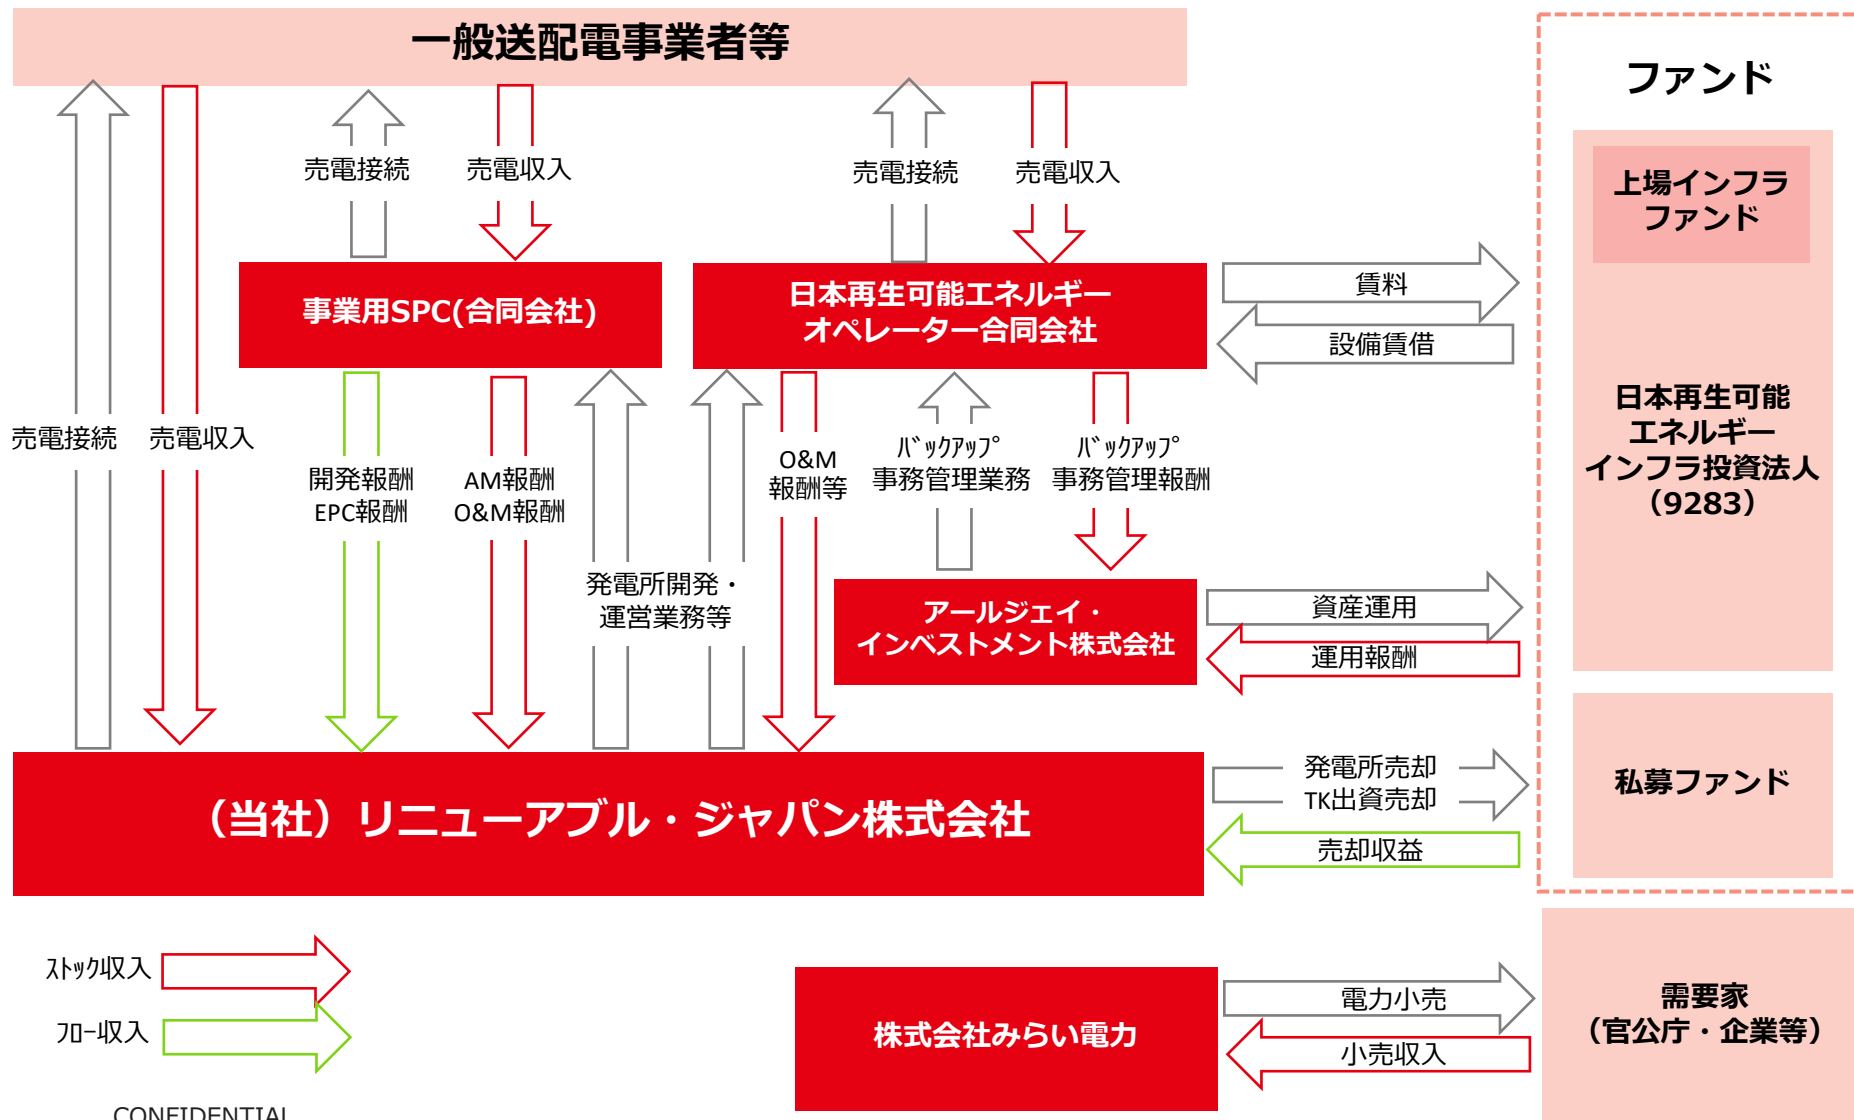 一般送配電事業者等
ファンド
上場インフラ
ファンド
売電接続
売電収入
売電接続
売電収入
事業用SPC(合同会社)
日本再生可能エネルギー
オペレーター合同会社
賃料
設備賃借
日本再生可能
エネルギー
インフラ投資法人
（9283）
売電接続
売電収入
開発報酬
EPC報酬
AM報酬
O&M報酬
O&M
報酬等
ﾊﾞｯｸｱｯﾌﾟ
事務管理業務
ﾊﾞｯｸｱｯﾌﾟ
事務管理報酬
発電所開発・
運営業務等
アールジェイ・
インベストメント株式会社
資産運用
運用報酬
（当社）リニューアブル・ジャパン株式会社
発電所売却
TK出資売却
売却収益
私募ファンド
ｽﾄｯｸ収入
ﾌﾛｰ収入
株式会社みらい電力
電力小売
小売収入
需要家
（官公庁・企業等）
CONFIDENTIAL